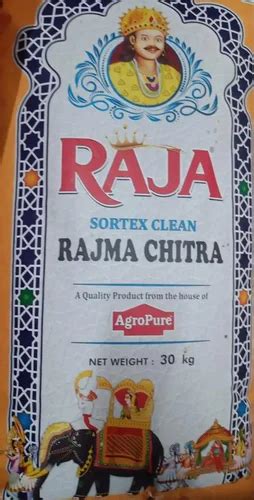 RAJA
SORTEX CLEAN
RAJMA CHITRA
A Quality Product from the house of
AgroPure
NET WEIGHT : 30 kg